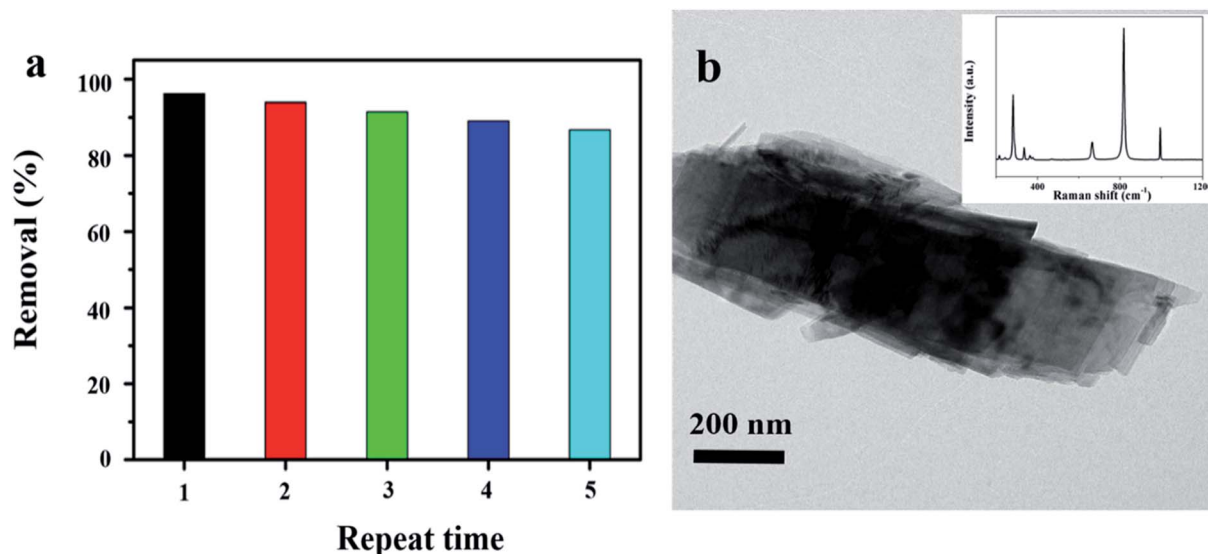 a
Removal (%)
100
80
60
40
20
0
1 2 3 4 5
Repeat time
b
Intensity (a.u.)
400 800 1200
Raman shift (cm-1)
200 nm